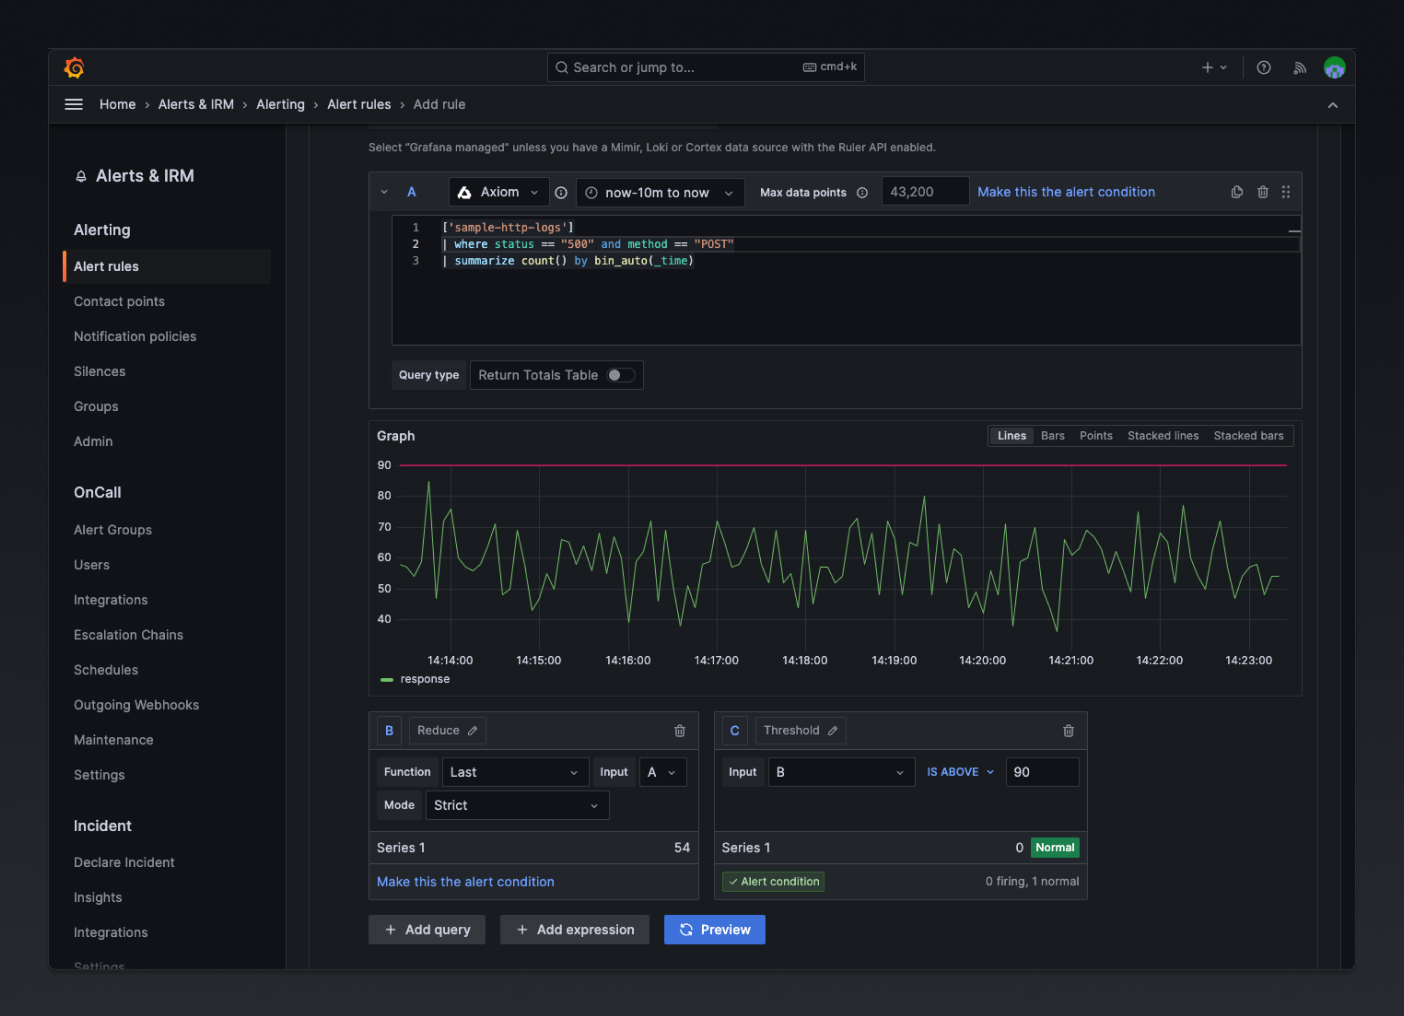 Search or jump to...
cmd+k
Home › Alerts & IRM › Alerting › Alert rules › Add rule
Alerts & IRM
Alerting
Alert rules
Contact points
Notification policies
Silences
Groups
Admin
OnCall
Alert Groups
Users
Integrations
Escalation Chains
Schedules
Outgoing Webhooks
Maintenance
Settings
Incident
Declare Incident
Insights
Integrations
Settings
Select "Grafana managed" unless you have a Mimir, Loki or Cortex data source with the Ruler API enabled.
A Axiom now-10m to now Max data points 43,200 Make this the alert condition
1 ['sample-http-logs']
2 | where status == "500" and method == "POST"
3 | summarize count() by bin_auto(_time)
Query type Return Totals Table
Graph
Lines Bars Points Stacked lines Stacked bars
90
80
70
60
50
40
14:14:00 14:15:00 14:16:00 14:17:00 14:18:00 14:19:00 14:20:00 14:21:00 14:22:00 14:23:00
response
B Reduce
Function Last Input A
Mode Strict
Series 1 54
Make this the alert condition
C Threshold
Input B IS ABOVE 90
Series 1 0 Normal
Alert condition 0 firing, 1 normal
+ Add query
+ Add expression
Preview